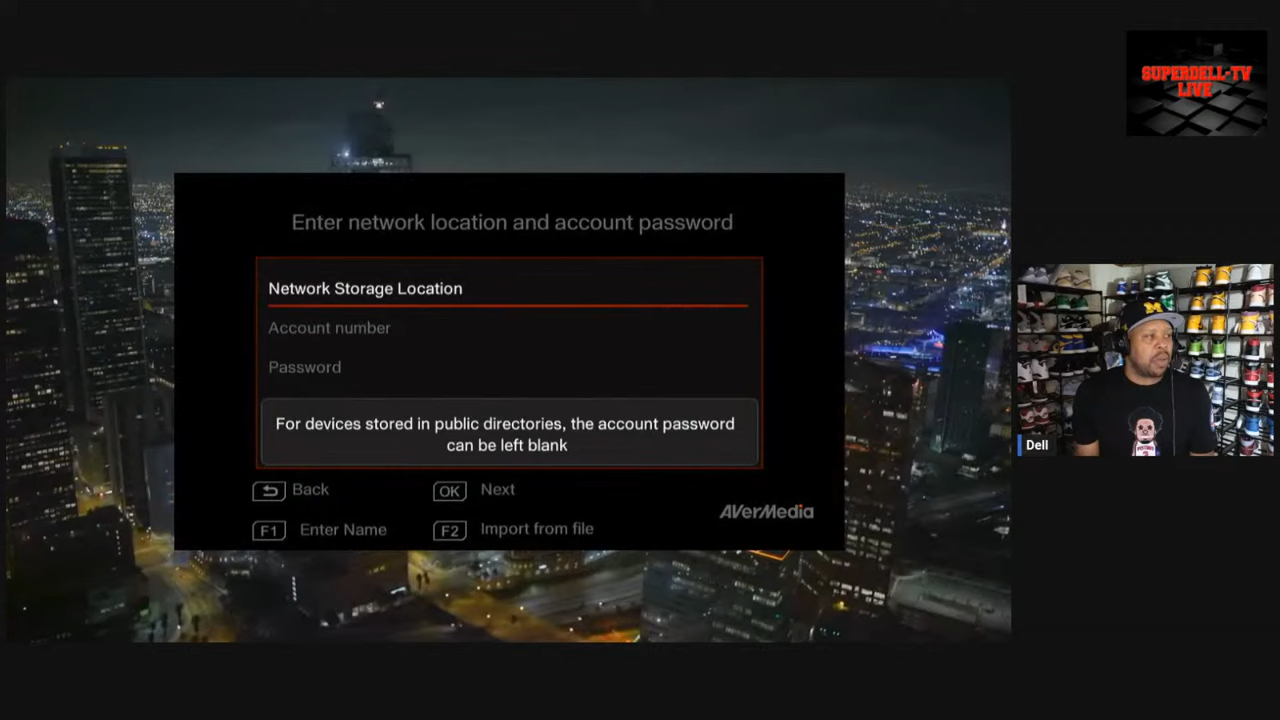 SUPERDELL-TV
LIVE
Enter network location and account password
Network Storage Location
Account number
Password
For devices stored in public directories, the account password
can be left blank
Back
OK Next
F1 Enter Name
F2 Import from file
AVerMedia
Dell
M